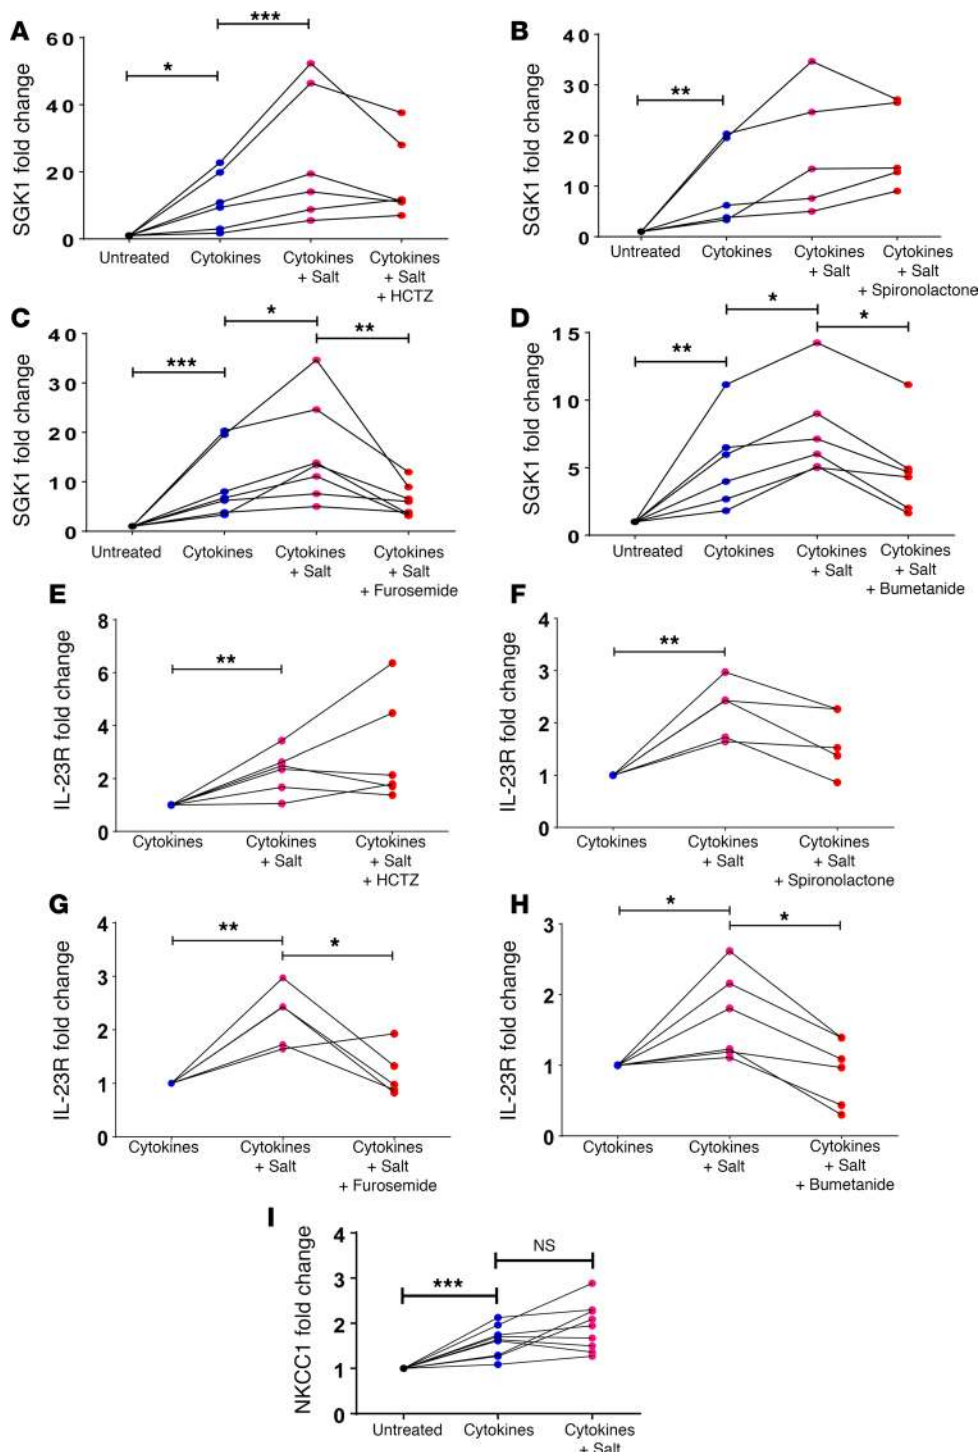 A
SGK1 fold change
60
40
20
0
*
***
Untreated
Cytokines
Cytokines
+ Salt
Cytokines
+ Salt
+ HCTZ
B
SGK1 fold change
40
30
20
10
0
**
Untreated
Cytokines
Cytokines
+ Salt
Cytokines
+ Salt
+ Spironolactone
C
SGK1 fold change
40
30
20
10
0
***
*
**
Untreated
Cytokines
Cytokines
+ Salt
Cytokines
+ Salt
+ Furosemide
D
SGK1 fold change
15
10
5
0
**
*
*
Untreated
Cytokines
Cytokines
+ Salt
Cytokines
+ Salt
+ Bumetanide
E
IL-23R fold change
8
6
4
2
0
**
Cytokines
Cytokines
+ Salt
Cytokines
+ Salt
+ HCTZ
F
IL-23R fold change
4
3
2
1
0
**
Cytokines
Cytokines
+ Salt
Cytokines
+ Salt
+ Spironolactone
G
IL-23R fold change
4
3
2
1
0
**
*
Cytokines
Cytokines
+ Salt
Cytokines
+ Salt
+ Furosemide
H
IL-23R fold change
3
2
1
0
*
*
Cytokines
Cytokines
+ Salt
Cytokines
+ Salt
+ Bumetanide
I
NKCC1 fold change
4
3
2
1
0
***
NS
Untreated
Cytokines
Cytokines
+ Salt